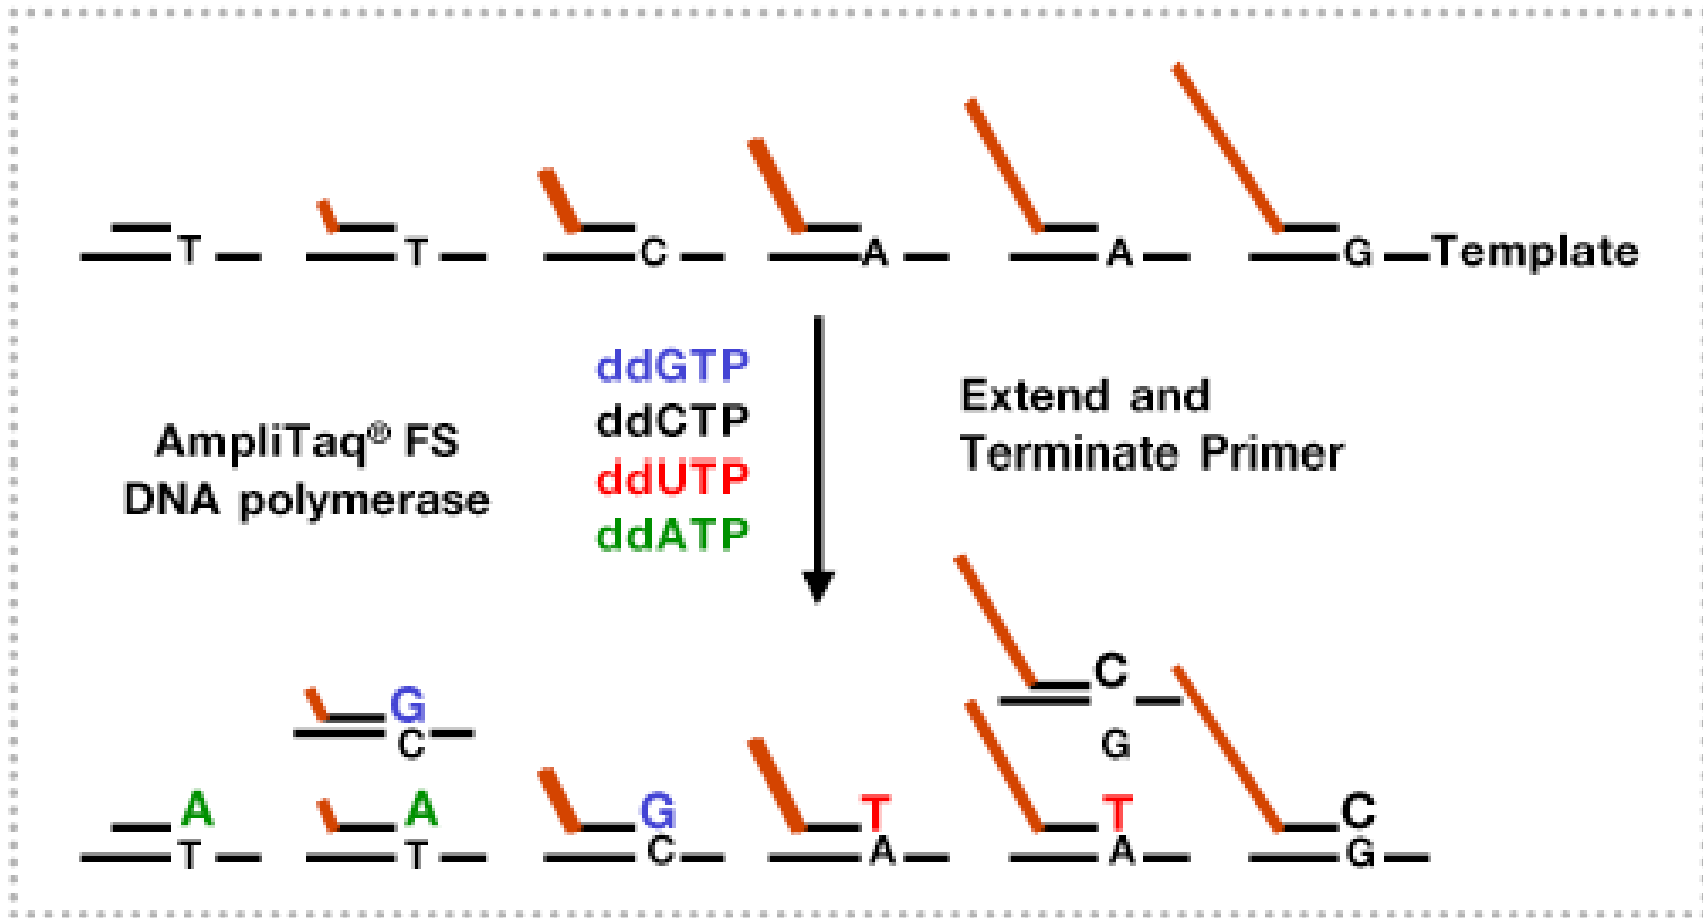 T T C A A G Template
ddGTP
ddCTP
ddUTP
ddATP
AmpliTaq® FS
DNA polymerase
Extend and
Terminate Primer
C
G
G
C
A A G T T C
T T C A A G